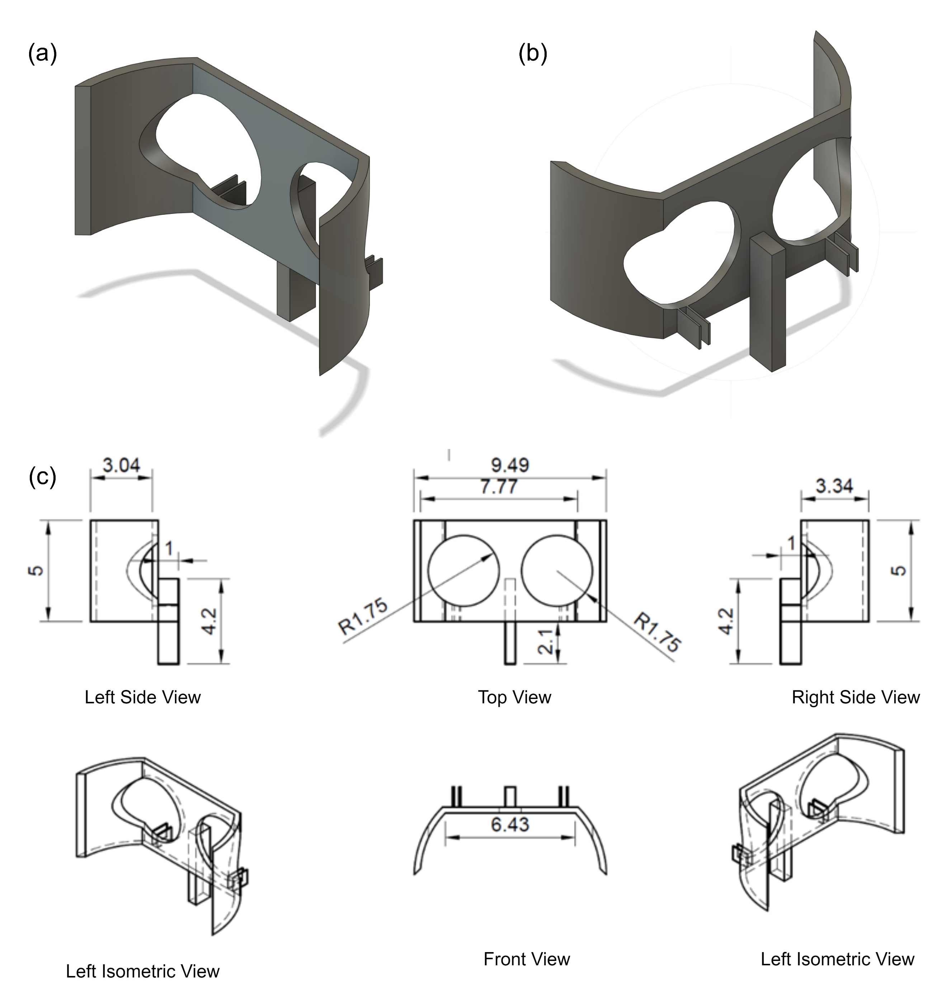 (a)
(b)
(c)
3.04
5
1
4.2
Left Side View
9.49
7.77
R1.75
2.1
R1.75
Top View
3.34
1
4.2
5
Right Side View
Left Isometric View
6.43
Front View
Left Isometric View